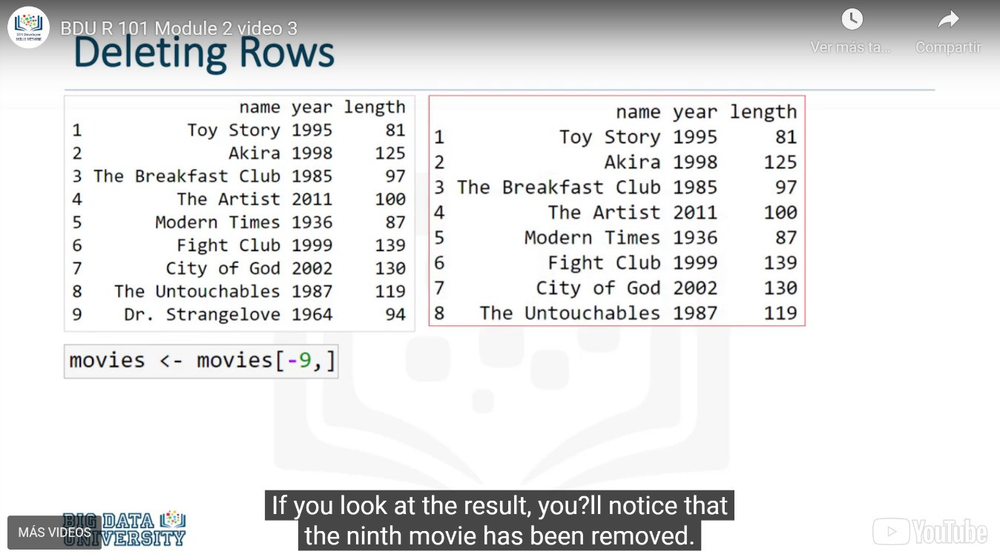 BDU R 101 Module 2 video 3
Ver más ta...
Compartir
Deleting Rows
name year length
1 Toy Story 1995 81
2 Akira 1998 125
3 The Breakfast Club 1985 97
4 The Artist 2011 100
5 Modern Times 1936 87
6 Fight Club 1999 139
7 City of God 2002 130
8 The Untouchables 1987 119
9 Dr. Strangelove 1964 94
name year length
1 Toy Story 1995 81
2 Akira 1998 125
3 The Breakfast Club 1985 97
4 The Artist 2011 100
5 Modern Times 1936 87
6 Fight Club 1999 139
7 City of God 2002 130
8 The Untouchables 1987 119
movies <- movies[-9,]
If you look at the result, you?ll notice that
the ninth movie has been removed.
BIG DATA
UNIVERSITY
MÁS VIDEOS
YouTube